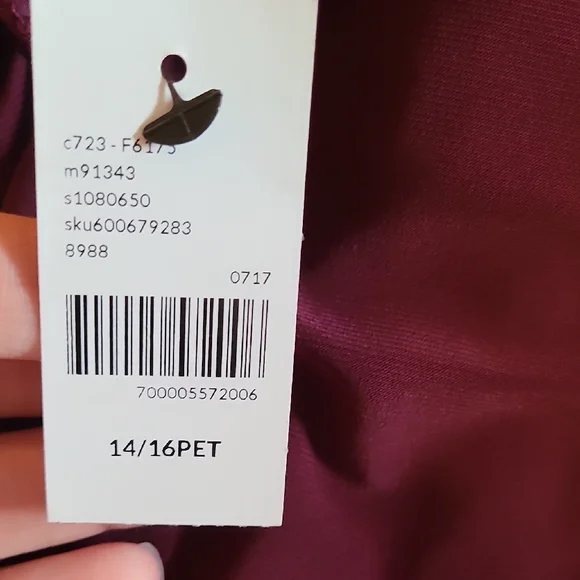 c723 - F6175
m91343
s1080650
sku600679283
8988
0717
700005572006
14/16PET